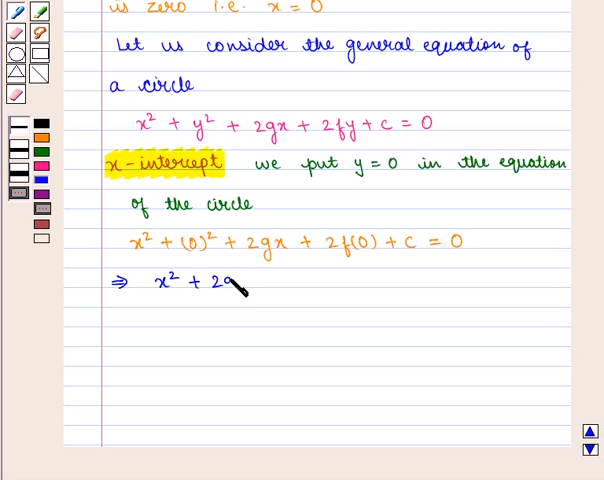 is zero i.e. x = 0
Let us consider the general equation of
a circle
x² + y² + 2gx + 2fy + c = 0
x-intercept we put y = 0 in the equation
of the circle
x² + (0)² + 2gx + 2f(0) + c = 0
⇒ x² + 2g